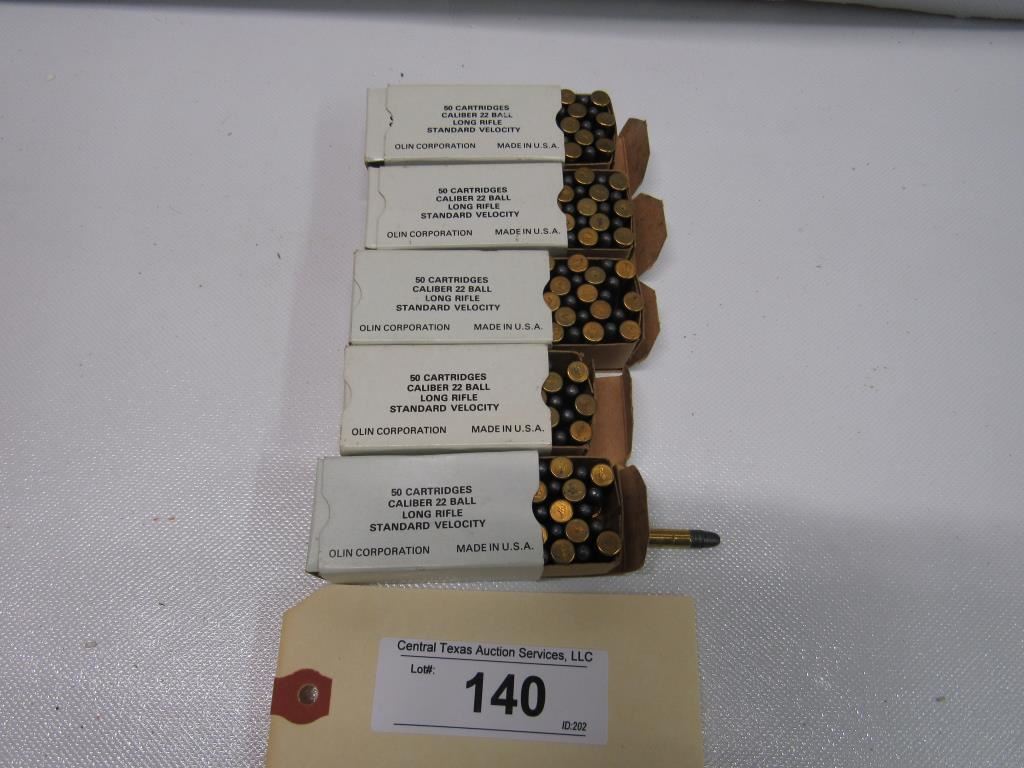 50 CARTRIDGES
CALIBER 22 BALL
LONG RIFLE
STANDARD VELOCITY
OLIN CORPORATION MADE IN U.S.A.
50 CARTRIDGES
CALIBER 22 BALL
LONG RIFLE
STANDARD VELOCITY
OLIN CORPORATION MADE IN U.S.A.
50 CARTRIDGES
CALIBER 22 BALL
LONG RIFLE
STANDARD VELOCITY
OLIN CORPORATION MADE IN U.S.A.
50 CARTRIDGES
CALIBER 22 BALL
LONG RIFLE
STANDARD VELOCITY
OLIN CORPORATION MADE IN U.S.A.
50 CARTRIDGES
CALIBER 22 BALL
LONG RIFLE
STANDARD VELOCITY
OLIN CORPORATION MADE IN U.S.A.
Central Texas Auction Services, LLC
Lot#:
140
ID:202